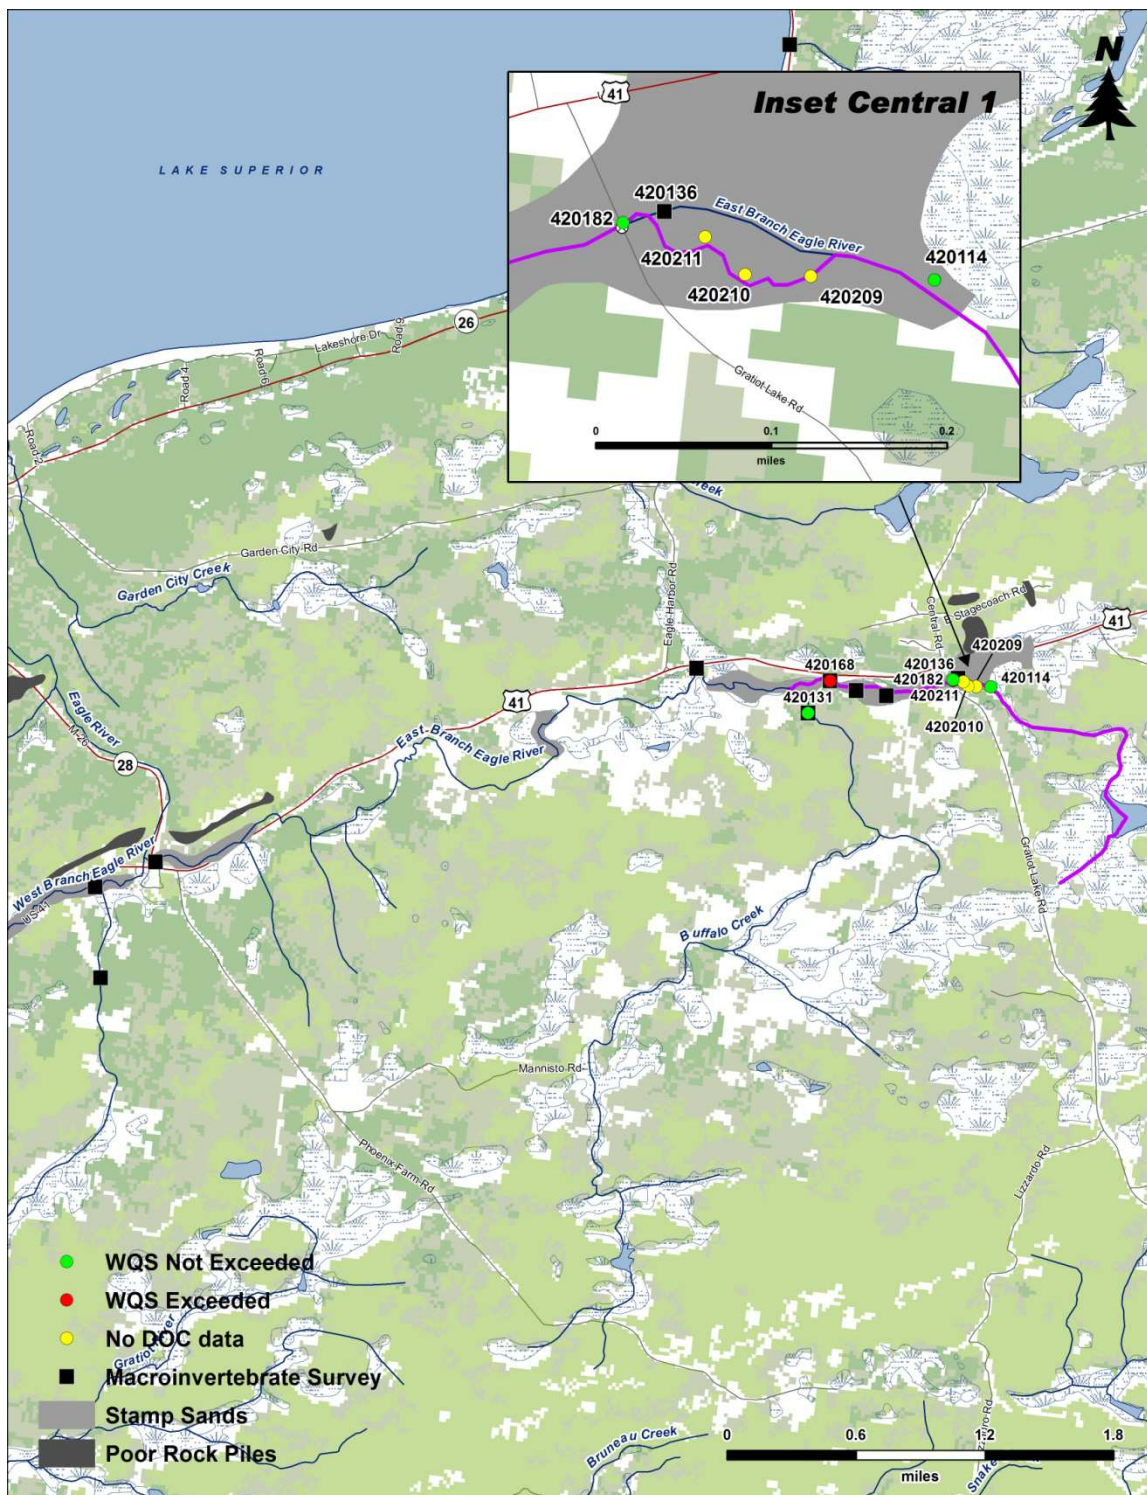 N
Inset Central 1
41
LAKE SUPERIOR
420136
420182
East Branch Eagle River
420211
420114
420210
420209
26
Lakeshore Dr
Road 9
Road 6
Road 4
Road 2
Gratiot Lake Rd
0
0.1
0.2
miles
Garden City Rd
Garden City Creek
Eagle Harbor Rd
Central Rd
E Stagecoach Rd
41
420209
420168
420136
420182
420114
420131
420211
4202010
Eagle River
M-26
41
East Branch Eagle River
28
West Branch Eagle River
US 41
Gratiot Lake Rd
Buffalo Creek
Mannisto Rd
Phoenix Farm Rd
Lizzardo Rd
WQS Not Exceeded
WQS Exceeded
No DOC data
Macroinvertebrate Survey
Stamp Sands
Poor Rock Piles
Bruneau Creek
0
0.6
1.2
1.8
miles